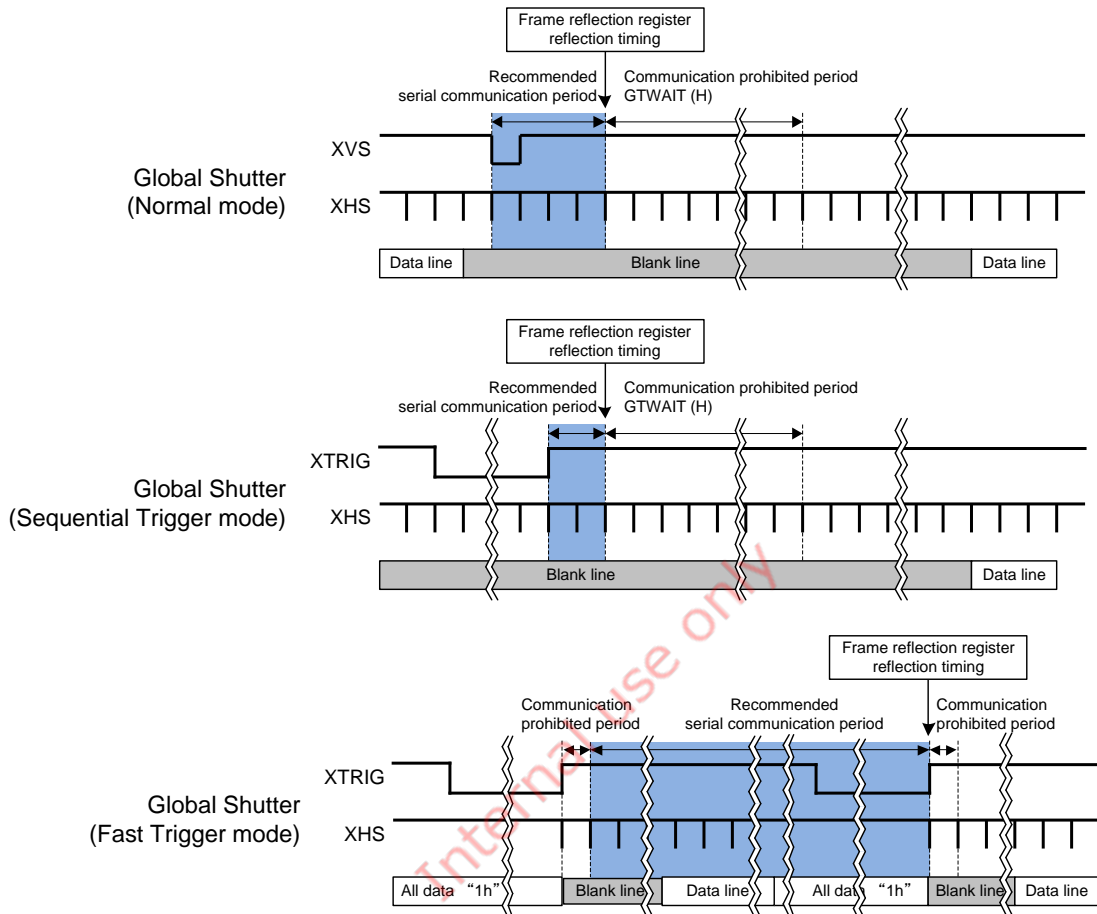 Frame reflection register
reflection timing
Recommended
serial communication period
Communication prohibited period
GTWAIT (H)
XVS
Global Shutter
(Normal mode)
XHS
Data line
Blank line
Data line
Frame reflection register
reflection timing
Recommended
serial communication period
Communication prohibited period
GTWAIT (H)
XTRIG
Global Shutter
(Sequential Trigger mode)
XHS
Blank line
Data line
Frame reflection register
reflection timing
Communication
prohibited period
Recommended
serial communication period
Communication
prohibited period
XTRIG
Global Shutter
(Fast Trigger mode)
XHS
All data “1h”
Blank line
Data line
All data “1h”
Blank line
Data line
Internal use only